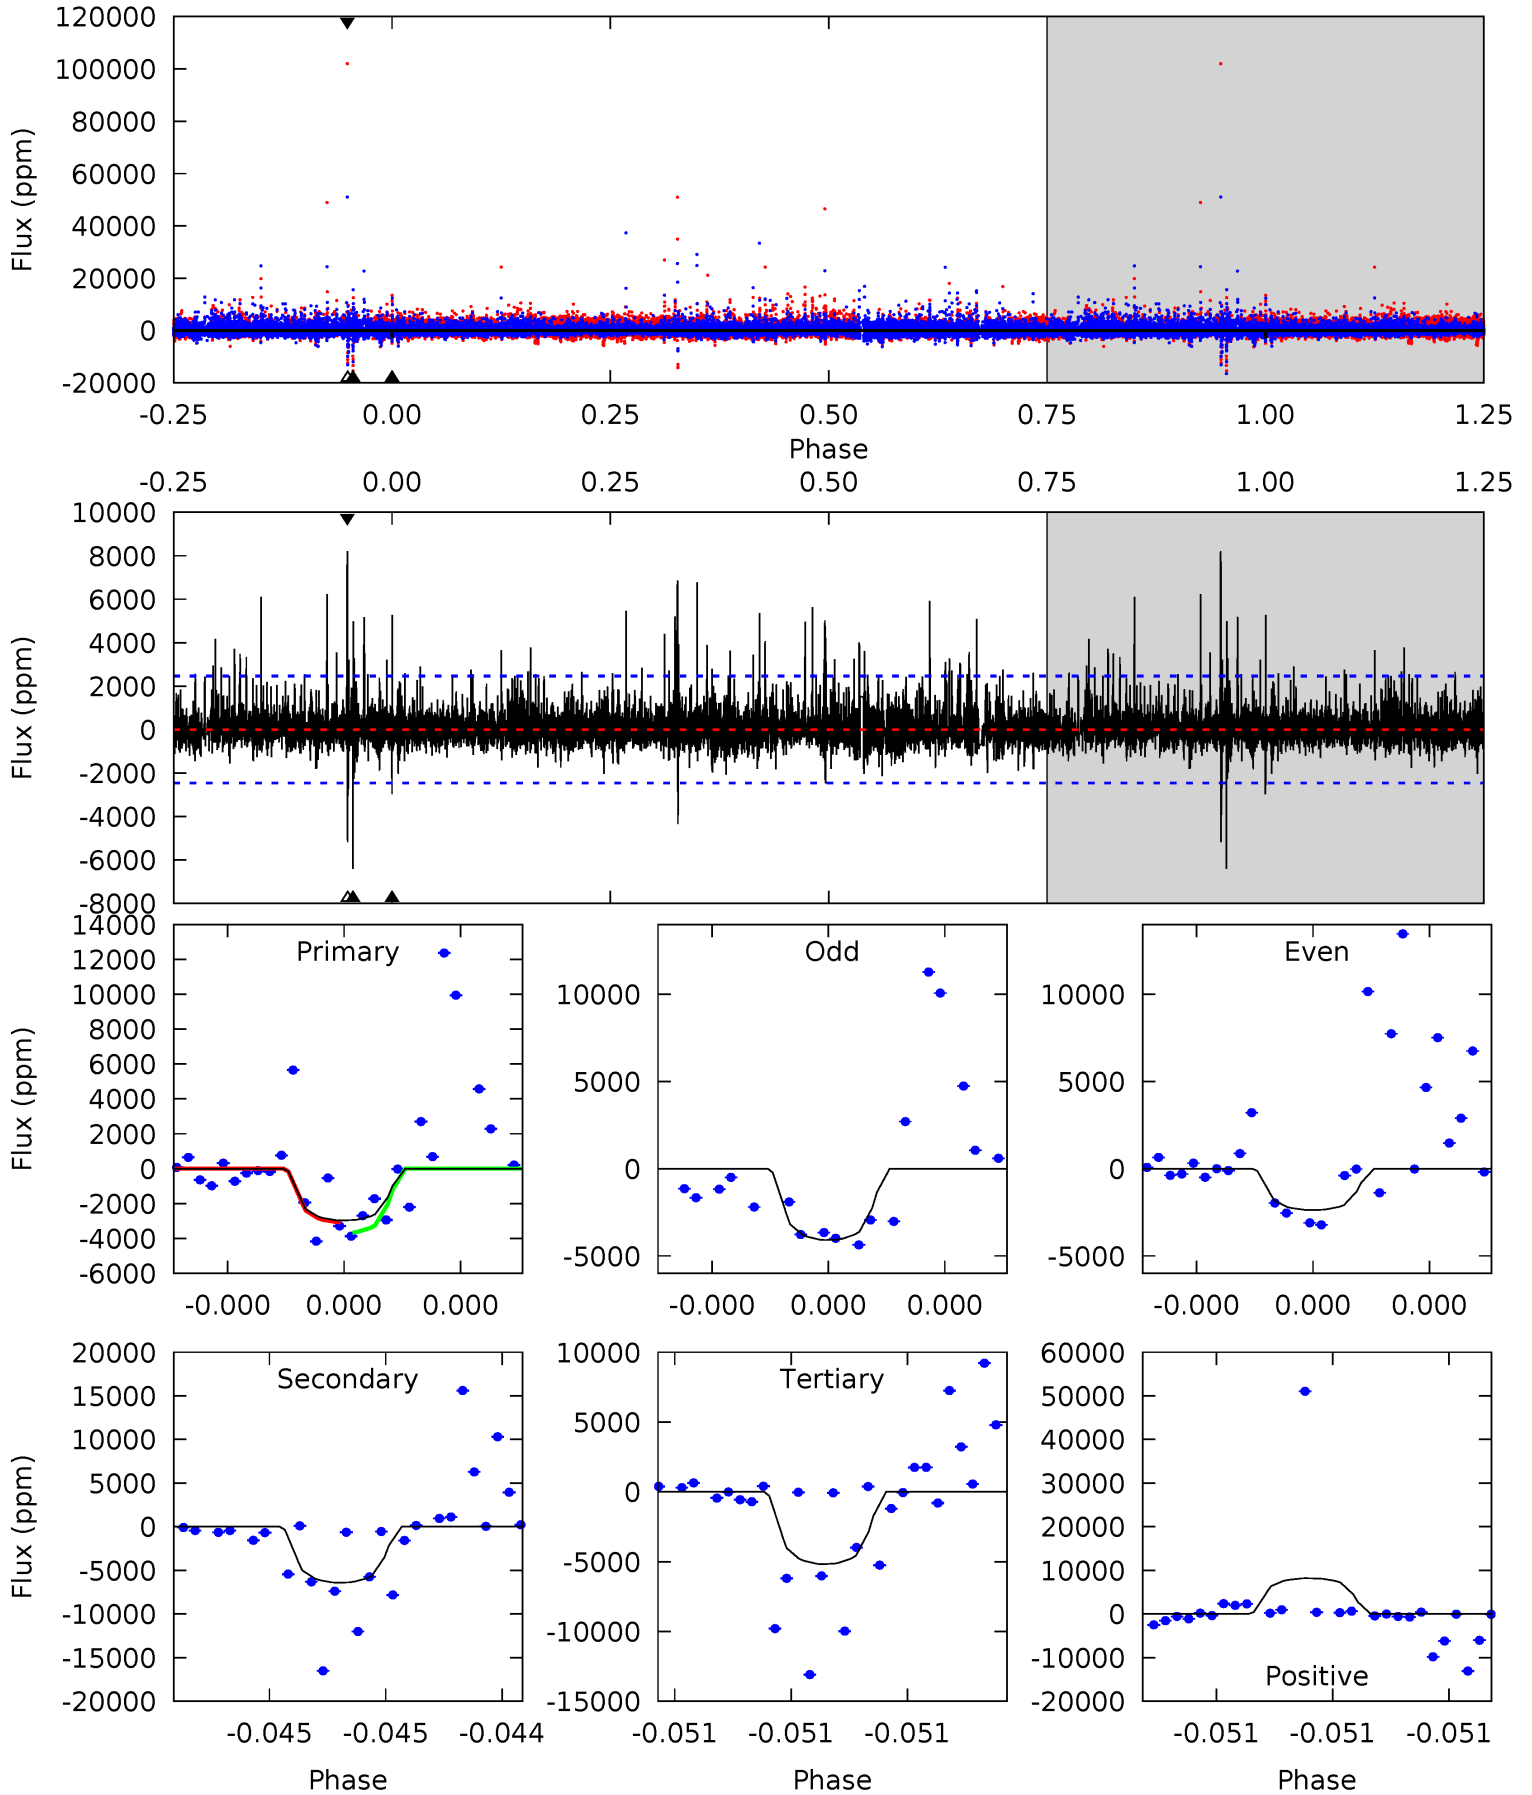 120000
100000
80000
60000
40000
20000
0
-20000
Flux (ppm)
-0.25 0.00 0.25 0.50 0.75 1.00 1.25
Phase
-0.25 0.00 0.25 0.50 0.75 1.00 1.25
10000
8000
6000
4000
2000
0
-2000
-4000
-6000
-8000
Flux (ppm)
Primary
14000
12000
10000
8000
6000
4000
2000
0
-2000
-4000
-6000
Flux (ppm)
-0.000 0.000 0.000
Odd
10000
5000
0
-5000
-0.000 0.000 0.000
Even
10000
5000
0
-5000
-0.000 0.000 0.000
Secondary
20000
15000
10000
5000
0
-5000
-10000
-15000
-20000
Flux (ppm)
-0.045 -0.045 -0.044
Phase
Tertiary
10000
5000
0
-5000
-10000
-15000
-0.051 -0.051 -0.051
Phase
60000
50000
40000
30000
20000
10000
0
-10000
-20000
Positive
-0.051 -0.051 -0.051
Phase